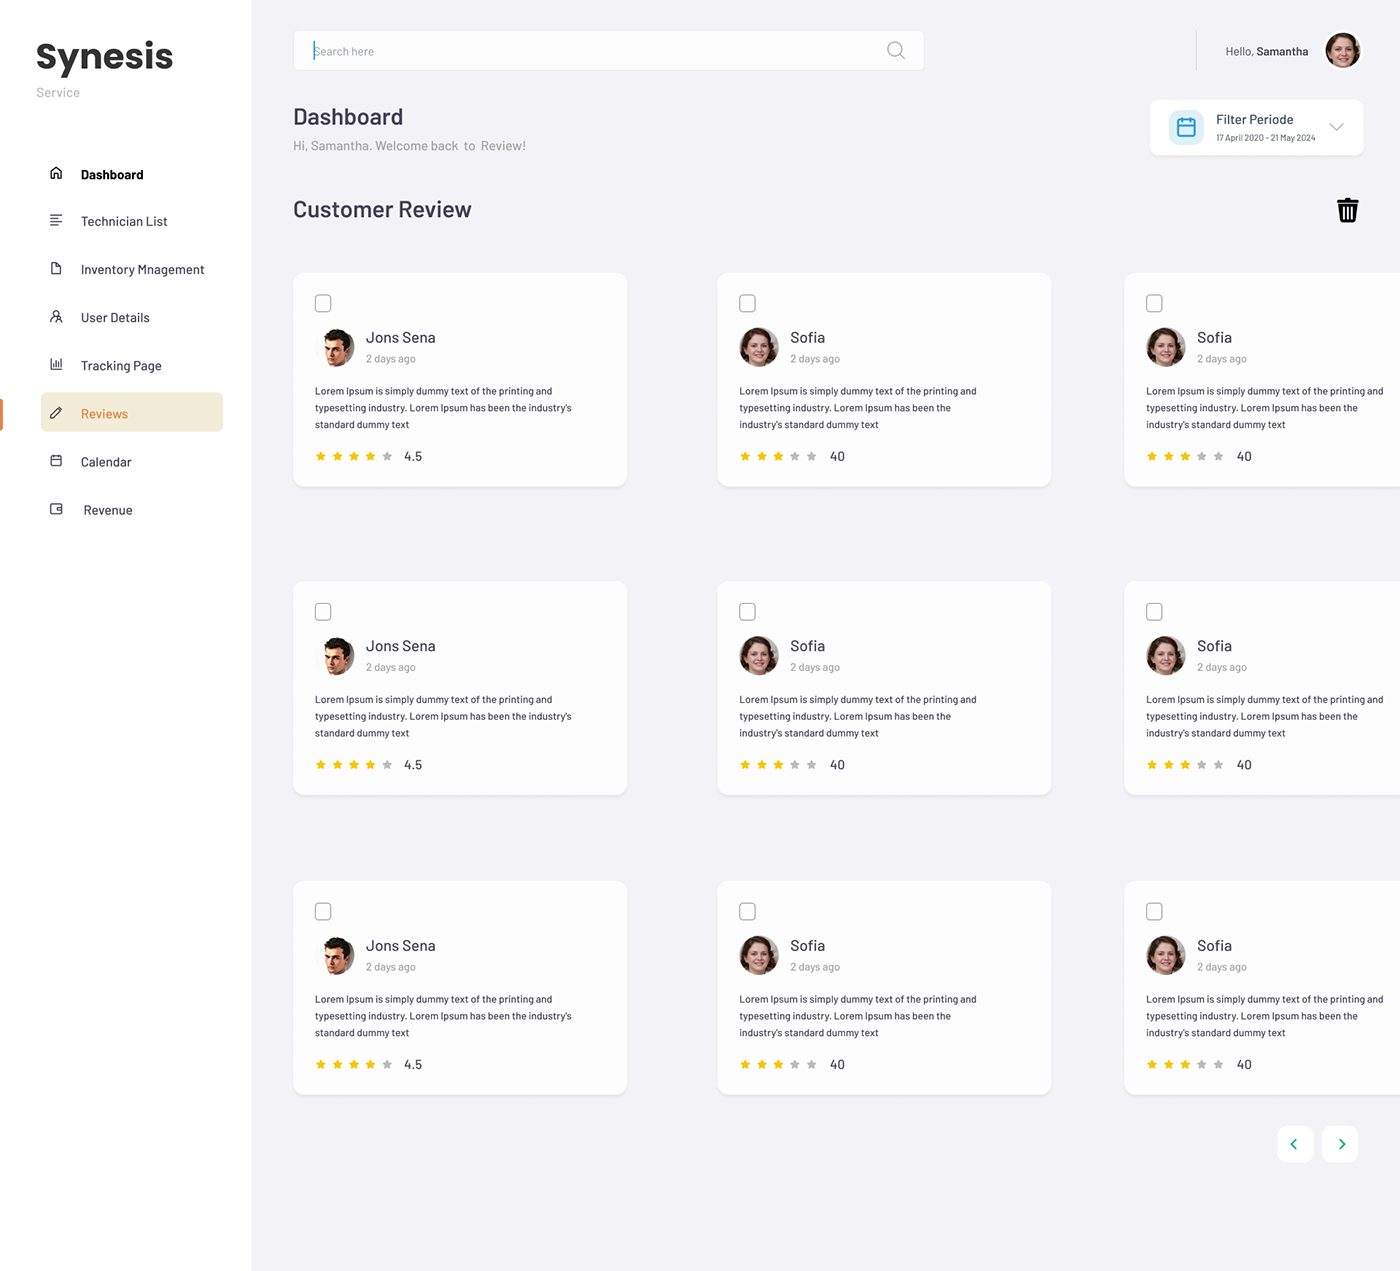 Synesis
Service
Dashboard
Technician List
Inventory Mnagement
User Details
Tracking Page
Reviews
Calendar
Revenue
Search here
Hello, Samantha
Dashboard
Hi, Samantha. Welcome back to Review!
Filter Periode
17 April 2020 - 21 May 2024
Customer Review
Jons Sena
2 days ago
Lorem Ipsum is simply dummy text of the printing and
typesetting industry. Lorem Ipsum has been the industry's
standard dummy text
4.5
Sofia
2 days ago
Lorem Ipsum is simply dummy text of the printing and
typesetting industry. Lorem Ipsum has been the
industry's standard dummy text
40
Sofia
2 days ago
Lorem Ipsum is simply dummy text of the printing and
typesetting industry. Lorem Ipsum has been the
industry's standard dummy text
40
Jons Sena
2 days ago
Lorem Ipsum is simply dummy text of the printing and
typesetting industry. Lorem Ipsum has been the industry's
standard dummy text
4.5
Sofia
2 days ago
Lorem Ipsum is simply dummy text of the printing and
typesetting industry. Lorem Ipsum has been the
industry's standard dummy text
40
Sofia
2 days ago
Lorem Ipsum is simply dummy text of the printing and
typesetting industry. Lorem Ipsum has been the
industry's standard dummy text
40
Jons Sena
2 days ago
Lorem Ipsum is simply dummy text of the printing and
typesetting industry. Lorem Ipsum has been the industry's
standard dummy text
4.5
Sofia
2 days ago
Lorem Ipsum is simply dummy text of the printing and
typesetting industry. Lorem Ipsum has been the
industry's standard dummy text
40
Sofia
2 days ago
Lorem Ipsum is simply dummy text of the printing and
typesetting industry. Lorem Ipsum has been the
industry's standard dummy text
40